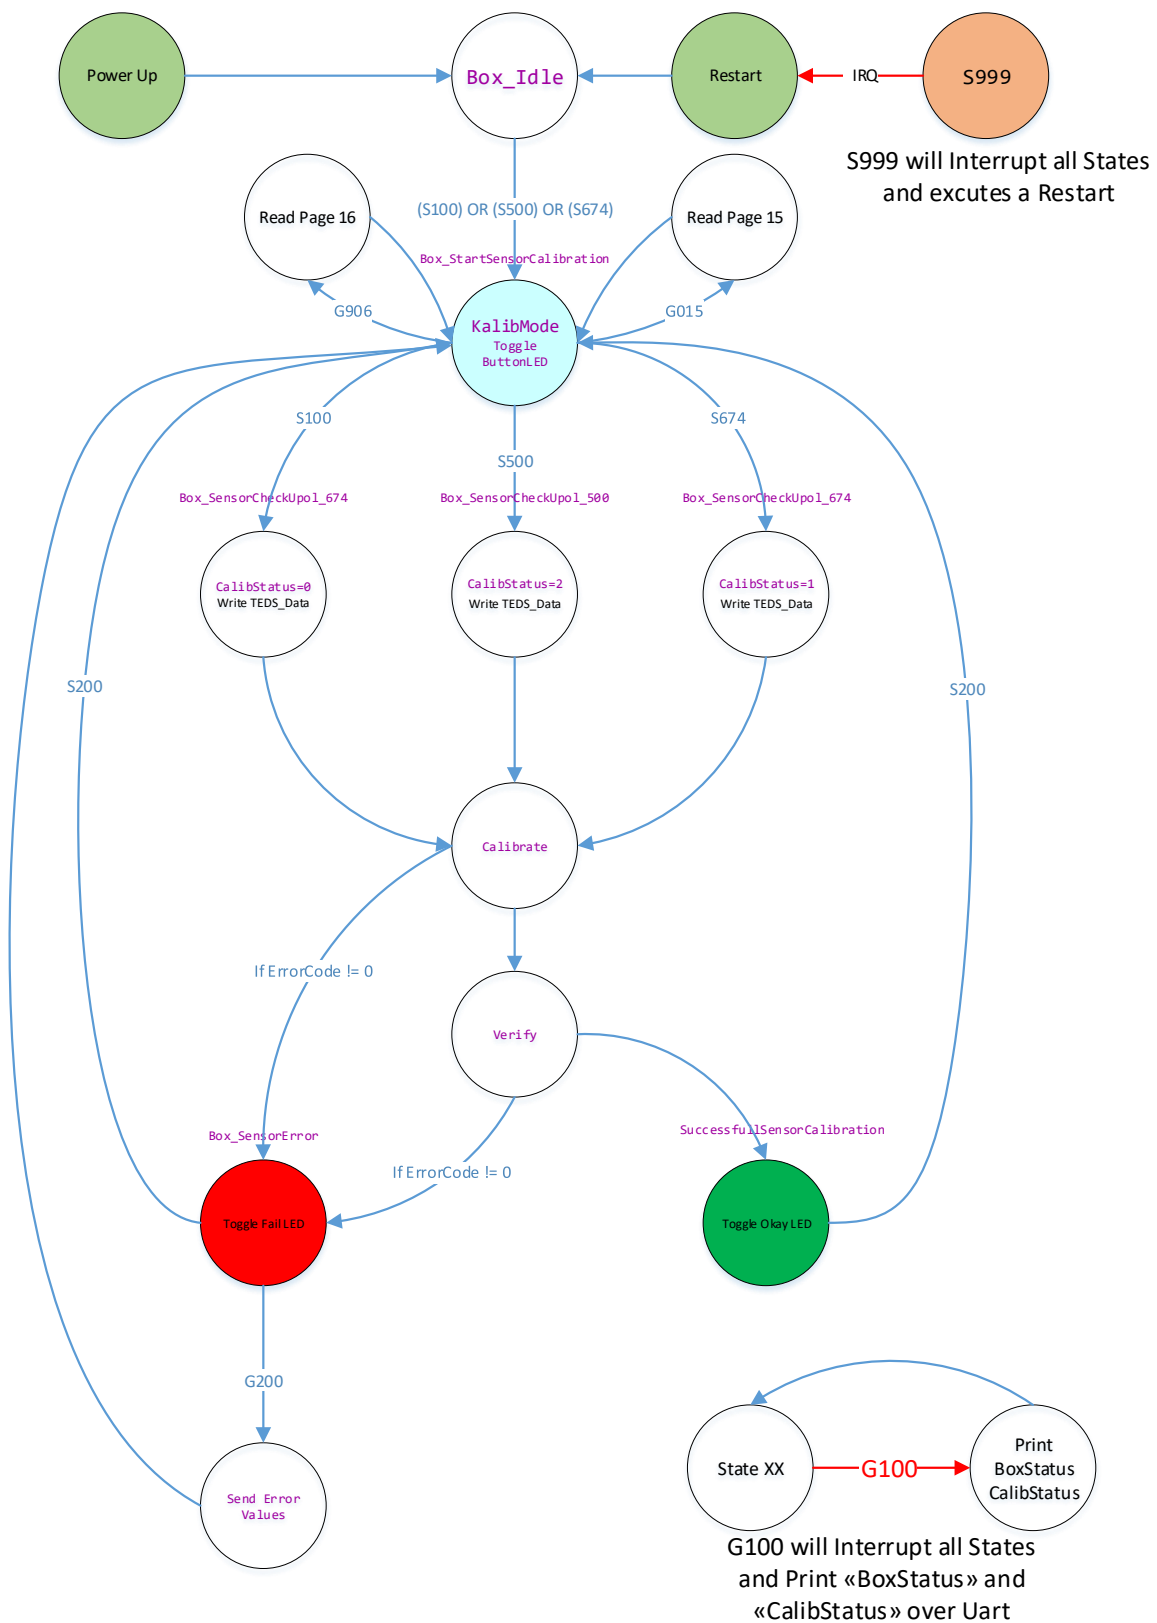 Power Up
Box_Idle
Restart
IRQ
S999
S999 will Interrupt all States
and excutes a Restart
Read Page 16
(S100) OR (S500) OR (S674)
Read Page 15
Box_StartSensorCalibration
G906
G015
KalibMode
Toggle
ButtonLED
S100
S500
S674
Box_SensorCheckUpol_674
Box_SensorCheckUpol_500
Box_SensorCheckUpol_674
CalibStatus=0
Write TEDS_Data
CalibStatus=2
Write TEDS_Data
CalibStatus=1
Write TEDS_Data
S200
S200
Calibrate
If ErrorCode != 0
Verify
Box_SensorError
SuccessfullSensorCalibration
If ErrorCode != 0
Toggle Fail LED
Toggle Okay LED
G200
Send Error
Values
State XX
G100
Print
BoxStatus
CalibStatus
G100 will Interrupt all States
and Print «BoxStatus» and
«CalibStatus» over Uart